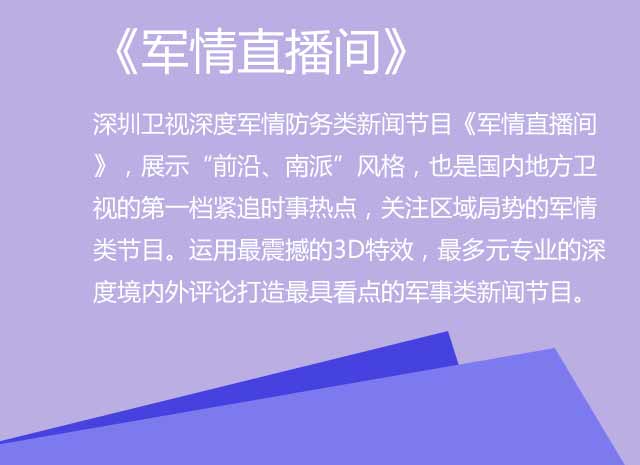 《军情直播间》
深圳卫视深度军情防务类新闻节目《军情直播间
》，展示“前沿、南派”风格，也是国内地方卫
视的第一档紧追时事热点，关注区域局势的军情
类节目。运用最震撼的3D特效，最多元专业的深
度境内外评论打造最具看点的军事类新闻节目。